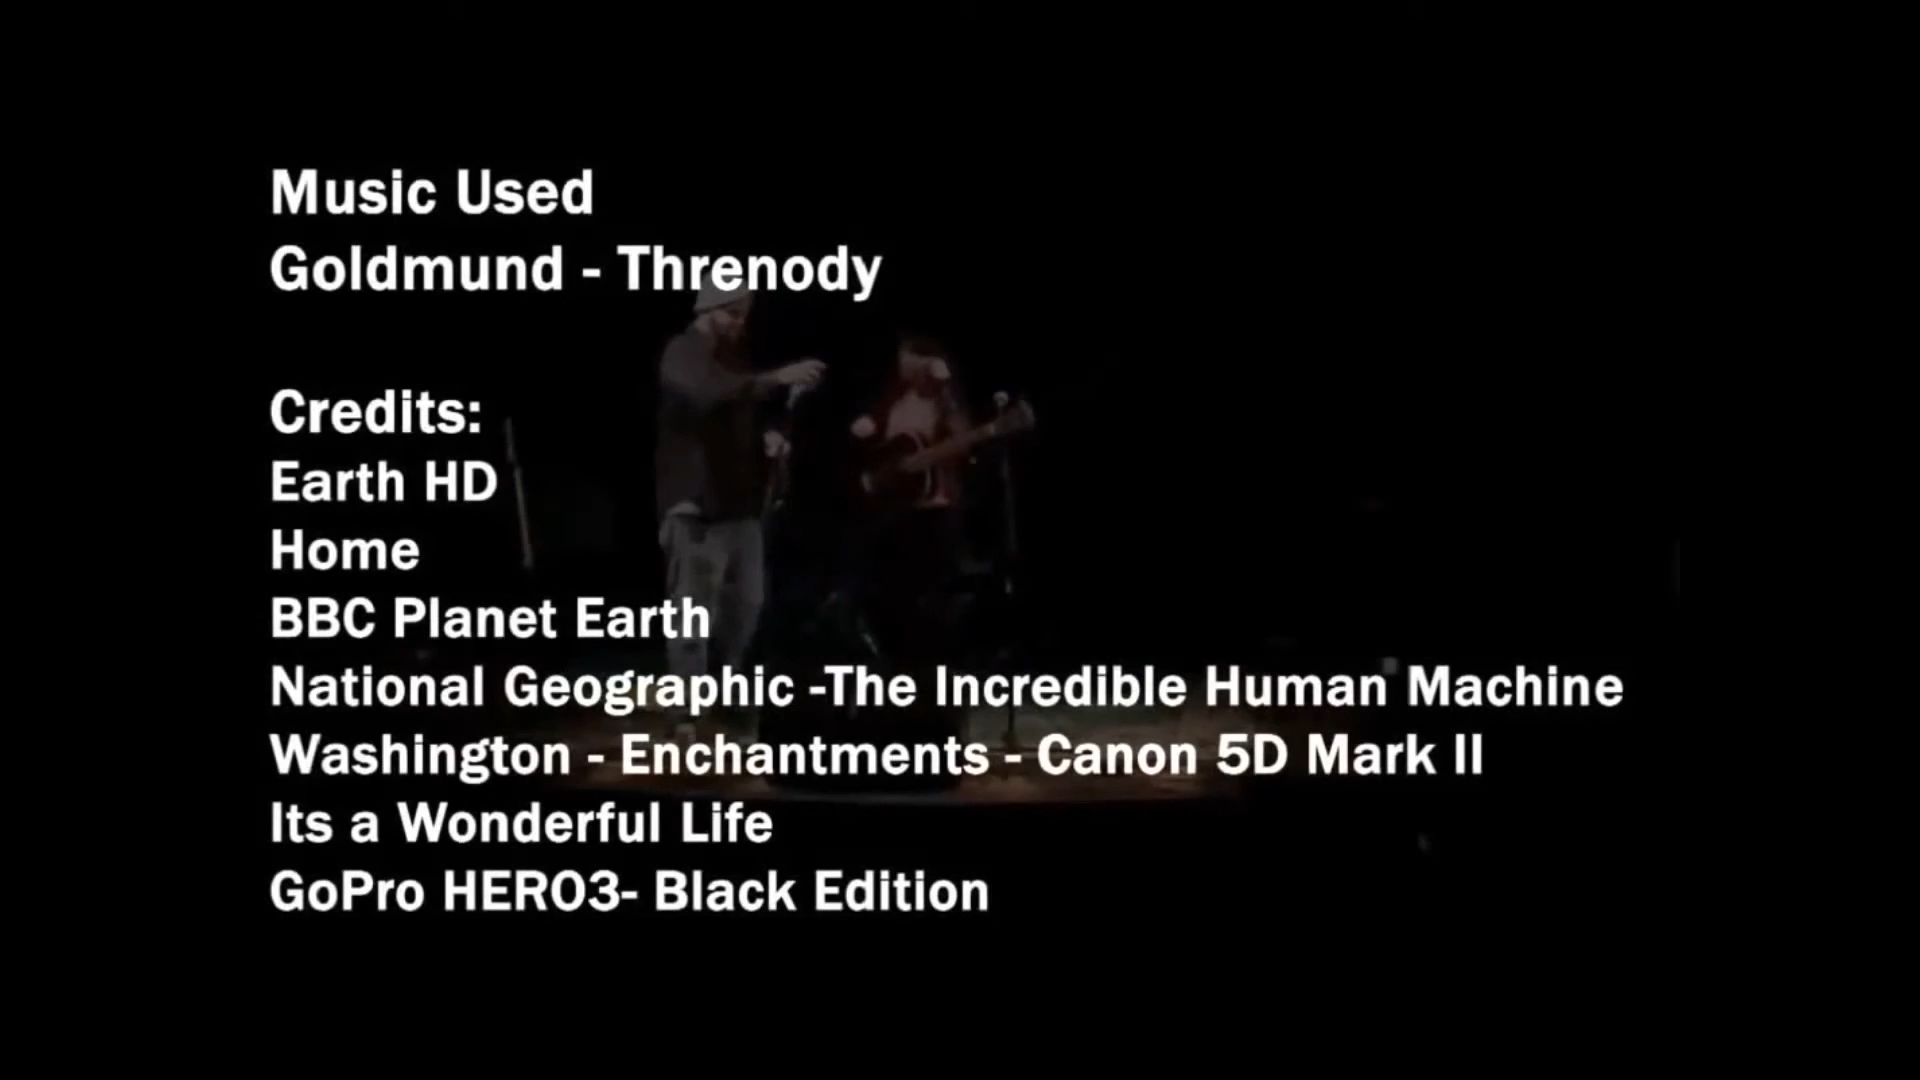 Music Used
Goldmund - Threnody
Credits:
Earth HD
Home
BBC Planet Earth
National Geographic -The Incredible Human Machine
Washington - Enchantments - Canon 5D Mark II
Its a Wonderful Life
GoPro HERO3- Black Edition